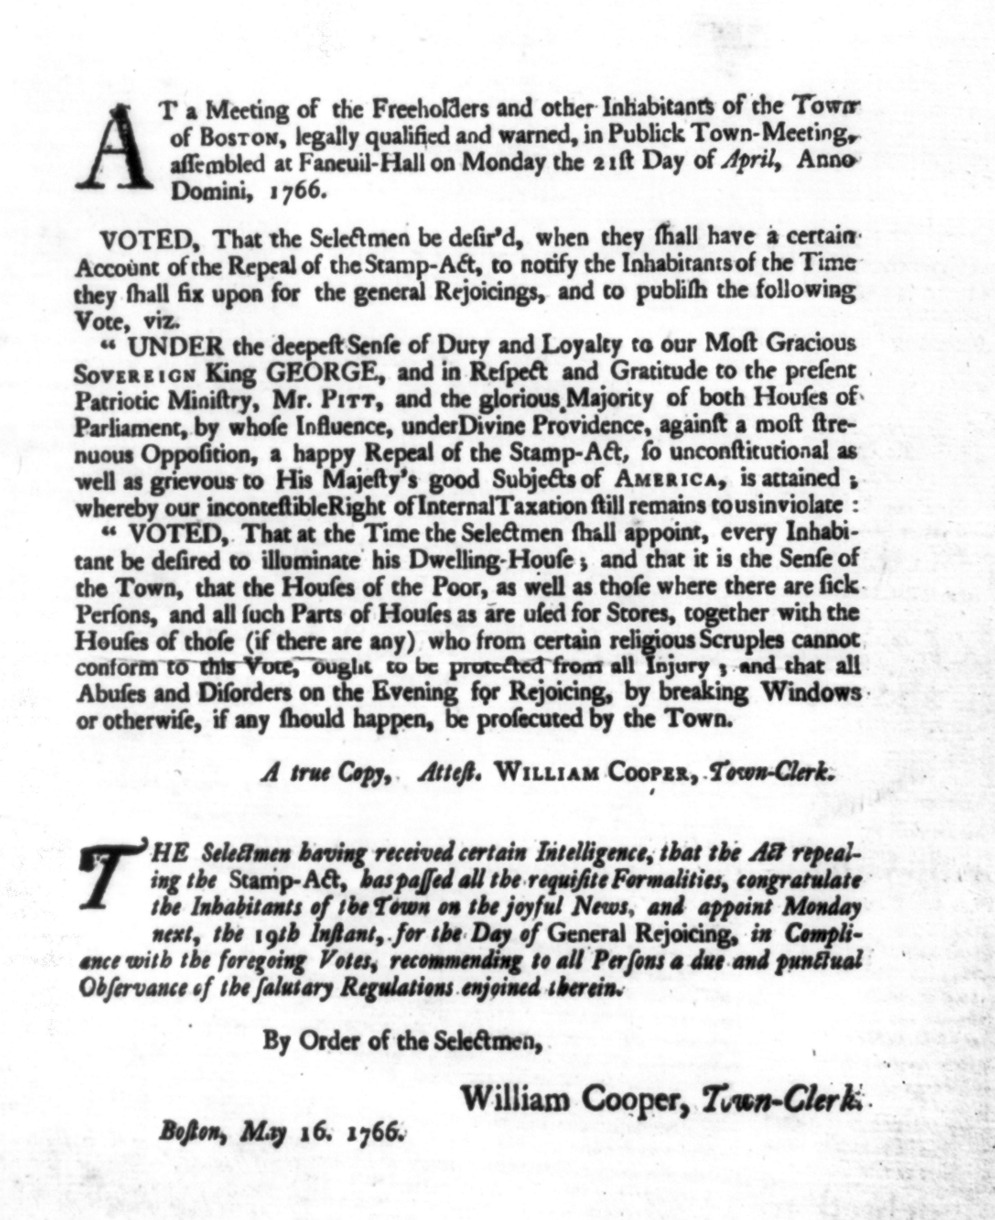 AT a Meeting of the Freeholders and other Inhabitants of the Town
of BOSTON, legally qualified and warned, in Publick Town-Meeting,
aſſembled at Faneuil-Hall on Monday the 21ſt Day of April, Anno
Domini, 1766.
VOTED, That the Selectmen be deſir'd, when they ſhall have a certain
Account of the Repeal of the Stamp-Act, to notify the Inhabitants of the Time
they ſhall fix upon for the general Rejoicings, and to publiſh the following
Vote, viz.
“ UNDER the deepeſt Senſe of Duty and Loyalty to our Moſt Gracious
SOVEREIGN King GEORGE, and in Reſpect and Gratitude to the preſent
Patriotic Miniſtry, Mr. PITT, and the glorious Majority of both Houſes of
Parliament, by whoſe Influence, under Divine Providence, againſt a moſt ſtre-
nuous Oppoſition, a happy Repeal of the Stamp-Act, ſo unconſtitutional as
well as grievous to His Majeſty's good Subjects of AMERICA, is attained ;
whereby our inconteſtible Right of Internal Taxation ſtill remains to us inviolate :
“ VOTED, That at the Time the Selectmen ſhall appoint, every Inhabi-
tant be deſired to illuminate his Dwelling-Houſe ; and that it is the Senſe of
the Town, that the Houſes of the Poor, as well as thoſe where there are ſick
Perſons, and all ſuch Parts of Houſes as are uſed for Stores, together with the
Houſes of thoſe (if there are any) who from certain religious Scruples cannot
conform to this Vote, ought to be protected from all Injury ; and that all
Abuſes and Diſorders on the Evening for Rejoicing, by breaking Windows
or otherwiſe, if any ſhould happen, be proſecuted by the Town.
A true Copy, Atteſt. WILLIAM COOPER, Town-Clerk.
THE Selectmen having received certain Intelligence, that the Act repeal-
ing the Stamp-Act, has paſſed all the requiſite Formalities, congratulate
the Inhabitants of the Town on the joyful News, and appoint Monday
next, the 19th Inſtant, for the Day of General Rejoicing, in Compli-
ance with the foregoing Votes, recommending to all Perſons a due and punctual
Obſervance of the ſalutary Regulations enjoined therein.
By Order of the Selectmen,
William Cooper, Town-Clerk.
Boſton, May 16. 1766.